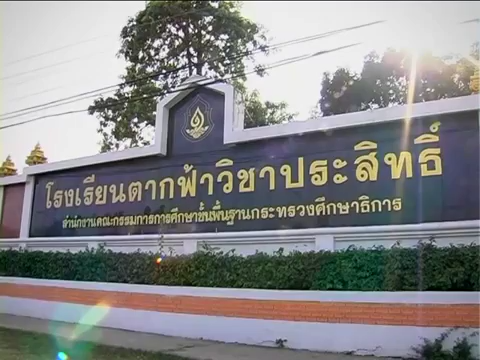 โรงเรียนตากฟ้าวิชาประสิทธิ์
สำนักงานคณะกรรมการการศึกษาขั้นพื้นฐานกระทรวงศึกษาธิการ